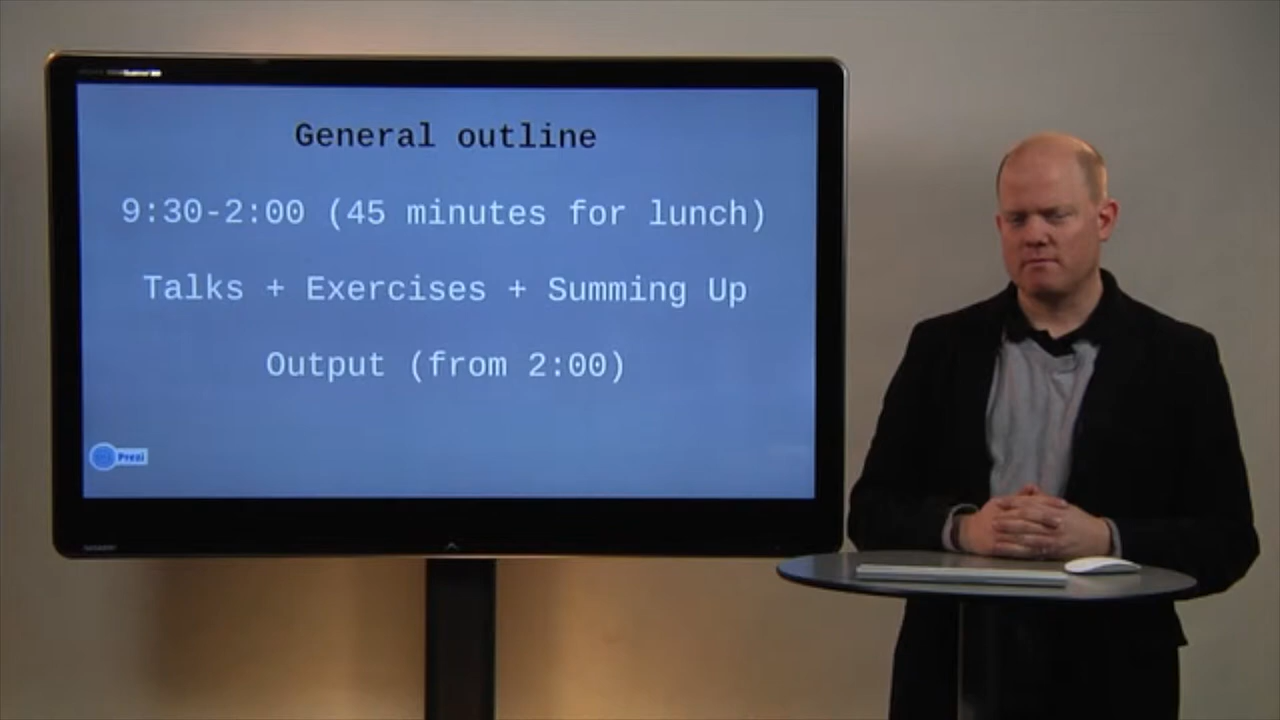 General outline
9:30-2:00 (45 minutes for lunch)
Talks + Exercises + Summing Up
Output (from 2:00)
Prezi